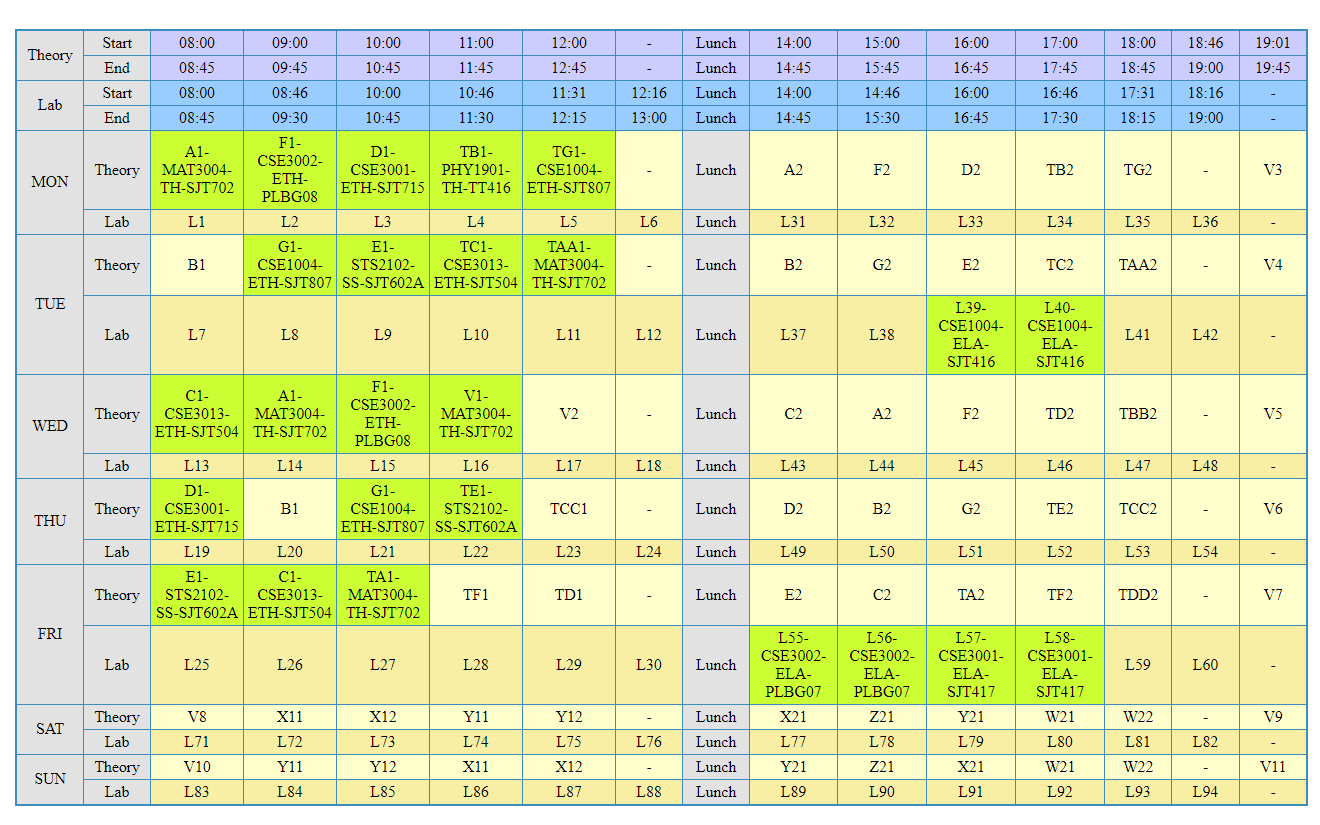 Theory Start 08:00 09:00 10:00 11:00 12:00 - Lunch 14:00 15:00 16:00 17:00 18:00 18:46 19:01
End 08:45 09:45 10:45 11:45 12:45 - Lunch 14:45 15:45 16:45 17:45 18:45 19:00 19:45
Lab Start 08:00 08:46 10:00 10:46 11:31 12:16 Lunch 14:00 14:46 16:00 16:46 17:31 18:16 -
End 08:45 09:30 10:45 11:30 12:15 13:00 Lunch 14:45 15:30 16:45 17:30 18:15 19:00 -
MON Theory A1-MAT3004-TH-SJT702 F1-CSE3002-ETH-PLBG08 D1-CSE3001-ETH-SJT715 TB1-PHY1901-TH-TT416 TG1-CSE1004-ETH-SJT807 - Lunch A2 F2 D2 TB2 TG2 - V3
Lab L1 L2 L3 L4 L5 L6 Lunch L31 L32 L33 L34 L35 L36 -
TUE Theory B1 G1-CSE1004-ETH-SJT807 E1-STS2102-SS-SJT602A TC1-CSE3013-ETH-SJT504 TAA1-MAT3004-TH-SJT702 - Lunch B2 G2 E2 TC2 TAA2 - V4
Lab L7 L8 L9 L10 L11 L12 Lunch L37 L38 L39-CSE1004-ELA-SJT416 L40-CSE1004-ELA-SJT416 L41 L42 -
WED Theory C1-CSE3013-ETH-SJT504 A1-MAT3004-TH-SJT702 F1-CSE3002-ETH-PLBG08 V1-MAT3004-TH-SJT702 V2 - Lunch C2 A2 F2 TD2 TBB2 - V5
Lab L13 L14 L15 L16 L17 L18 Lunch L43 L44 L45 L46 L47 L48 -
THU Theory D1-CSE3001-ETH-SJT715 B1 G1-CSE1004-ETH-SJT807 TE1-STS2102-SS-SJT602A TCC1 - Lunch D2 B2 G2 TE2 TCC2 - V6
Lab L19 L20 L21 L22 L23 L24 Lunch L49 L50 L51 L52 L53 L54 -
FRI Theory E1-STS2102-SS-SJT602A C1-CSE3013-ETH-SJT504 TA1-MAT3004-TH-SJT702 TF1 TD1 - Lunch E2 C2 TA2 TF2 TDD2 - V7
Lab L25 L26 L27 L28 L29 L30 Lunch L55-CSE3002-ELA-PLBG07 L56-CSE3002-ELA-PLBG07 L57-CSE3001-ELA-SJT417 L58-CSE3001-ELA-SJT417 L59 L60 -
SAT Theory V8 X11 X12 Y11 Y12 - Lunch X21 Z21 Y21 W21 W22 - V9
Lab L71 L72 L73 L74 L75 L76 Lunch L77 L78 L79 L80 L81 L82 -
SUN Theory V10 Y11 Y12 X11 X12 - Lunch Y21 Z21 X21 W21 W22 - V11
Lab L83 L84 L85 L86 L87 L88 Lunch L89 L90 L91 L92 L93 L94 -